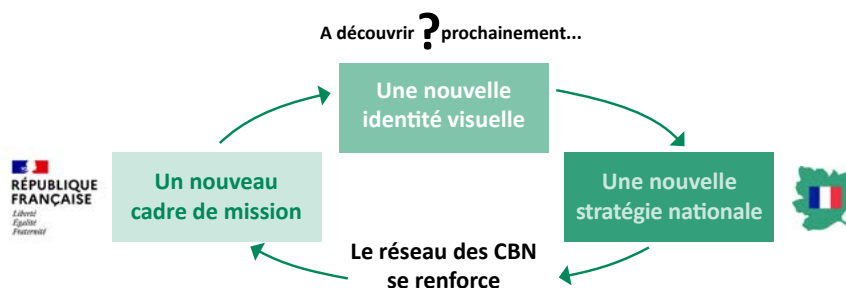 A découvrir ? prochainement...
Une nouvelle
identité visuelle
RÉPUBLIQUE
FRANÇAISE
Liberté
Égalité
Fraternité
Un nouveau
cadre de mission
Une nouvelle
stratégie nationale
Le réseau des CBN
se renforce